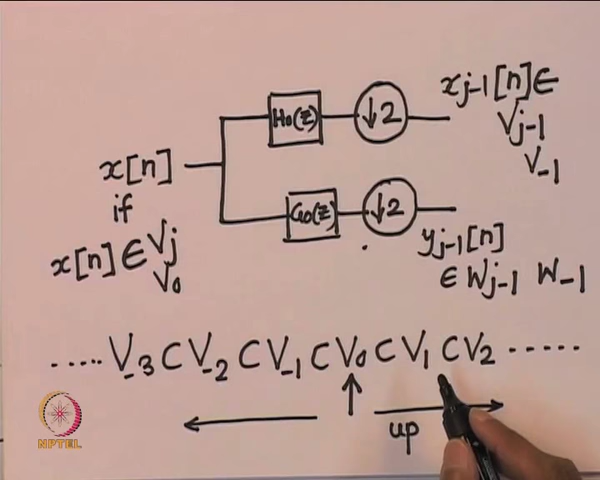 x[n]
if
x[n] ∈ Vj
V0
H0(z)
↓2
xj-1[n] ∈
Vj-1
V-1
G0(z)
↓2
yj-1[n]
∈ Wj-1 W-1
..... V-3 ⊂ V-2 ⊂ V-1 ⊂ V0 ⊂ V1 ⊂ V2 .....
up
NPTEL